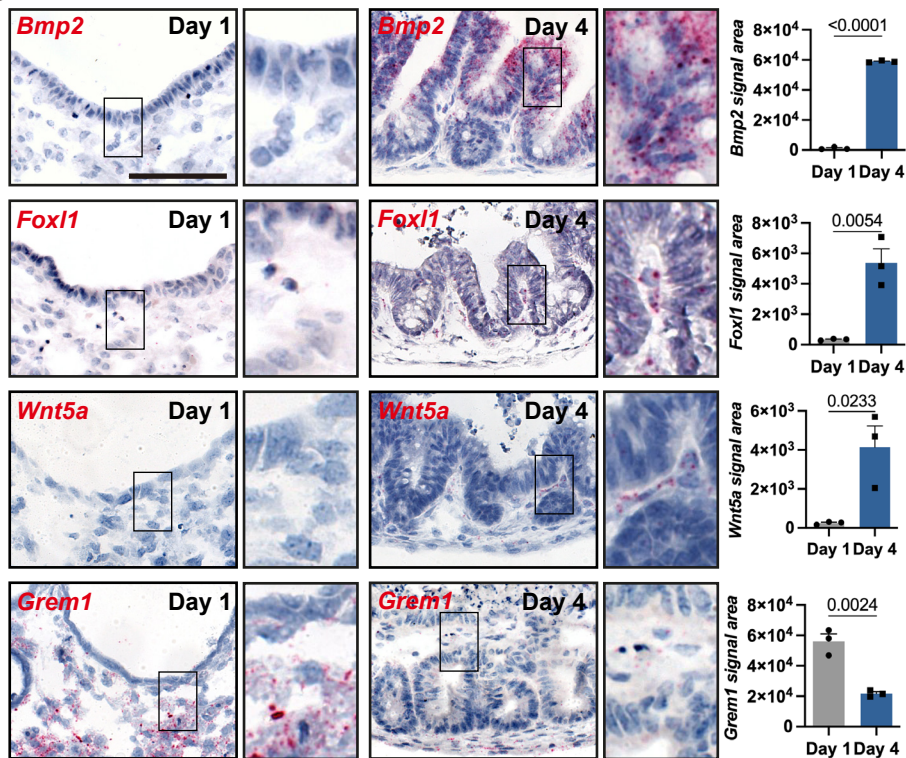 Bmp2 Day 1
Bmp2 Day 4
Bmp2 signal area
8×10⁴
6×10⁴
4×10⁴
2×10⁴
0
<0.0001
Day 1 Day 4
Foxl1 Day 1
Foxl1 Day 4
Foxl1 signal area
8×10³
6×10³
4×10³
2×10³
0
0.0054
Day 1 Day 4
Wnt5a Day 1
Wnt5a Day 4
Wnt5a signal area
6×10³
4×10³
2×10³
0
0.0233
Day 1 Day 4
Grem1 Day 1
Grem1 Day 4
Grem1 signal area
8×10⁴
6×10⁴
4×10⁴
2×10⁴
0
0.0024
Day 1 Day 4